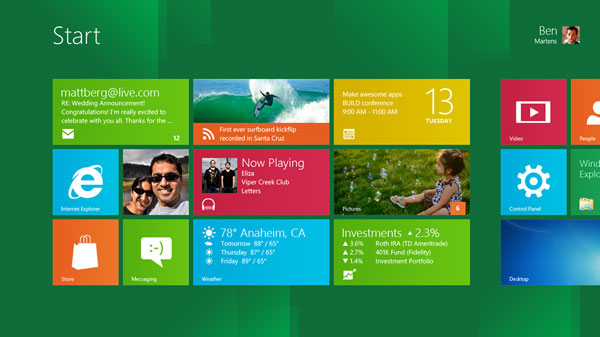 Start
Ben
Martens
mattberg@live.com
RE: Wedding Announcement!
Congratulations! I'm really excited to
celebrate with you all. Thanks for the ...
12
First ever surfboard kickflip
recorded in Santa Cruz
Make awesome apps
BUILD conference
9:00 AM - 11:00 AM
13
TUESDAY
Video
People
Internet Explorer
Now Playing
Eliza
Viper Creek Club
Letters
Pictures
6
Control Panel
Wind
Explo
Store
:-)
Messaging
78° Anaheim, CA
Tomorrow 88° / 65°
Thursday 87° / 65°
Friday 89° / 65°
Weather
Investments ▲ 2.3%
▲ 3.6% Roth IRA (TD Ameritrade)
▲ 2.7% 401K Fund (Fidelity)
▼ 1.4% Investment Portfolio
Desktop